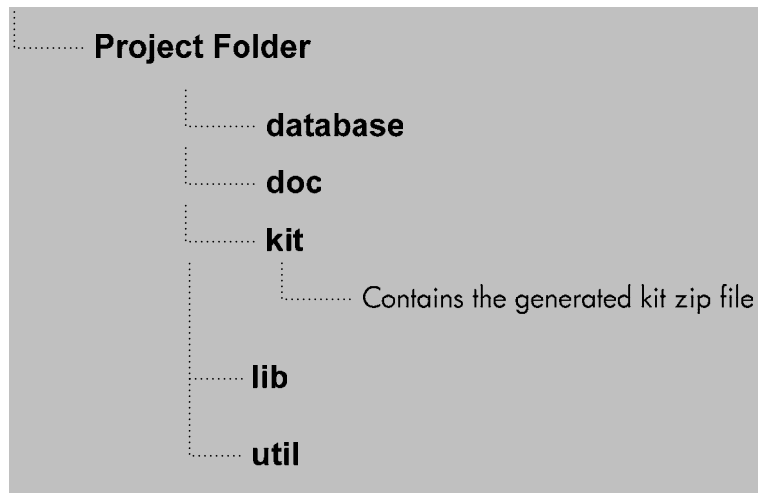 Project Folder
database
doc
kit
Contains the generated kit zip file
lib
util